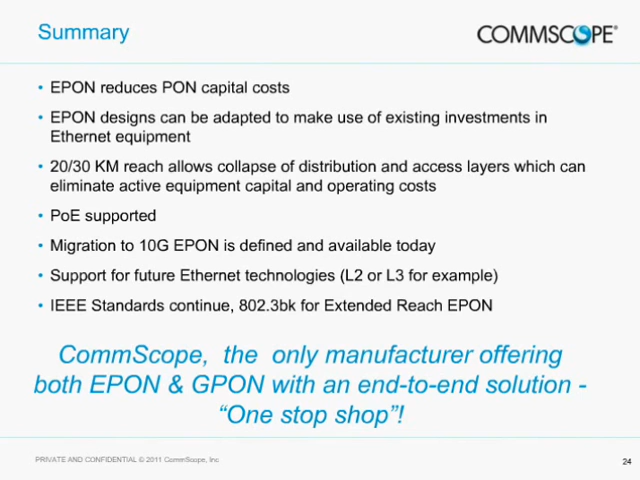 Summary
COMMSCOPE®
• EPON reduces PON capital costs
• EPON designs can be adapted to make use of existing investments in
Ethernet equipment
• 20/30 KM reach allows collapse of distribution and access layers which can
eliminate active equipment capital and operating costs
• PoE supported
• Migration to 10G EPON is defined and available today
• Support for future Ethernet technologies (L2 or L3 for example)
• IEEE Standards continue, 802.3bk for Extended Reach EPON
CommScope, the only manufacturer offering
both EPON & GPON with an end-to-end solution -
“One stop shop”!
PRIVATE AND CONFIDENTIAL © 2011 CommScope, Inc
24